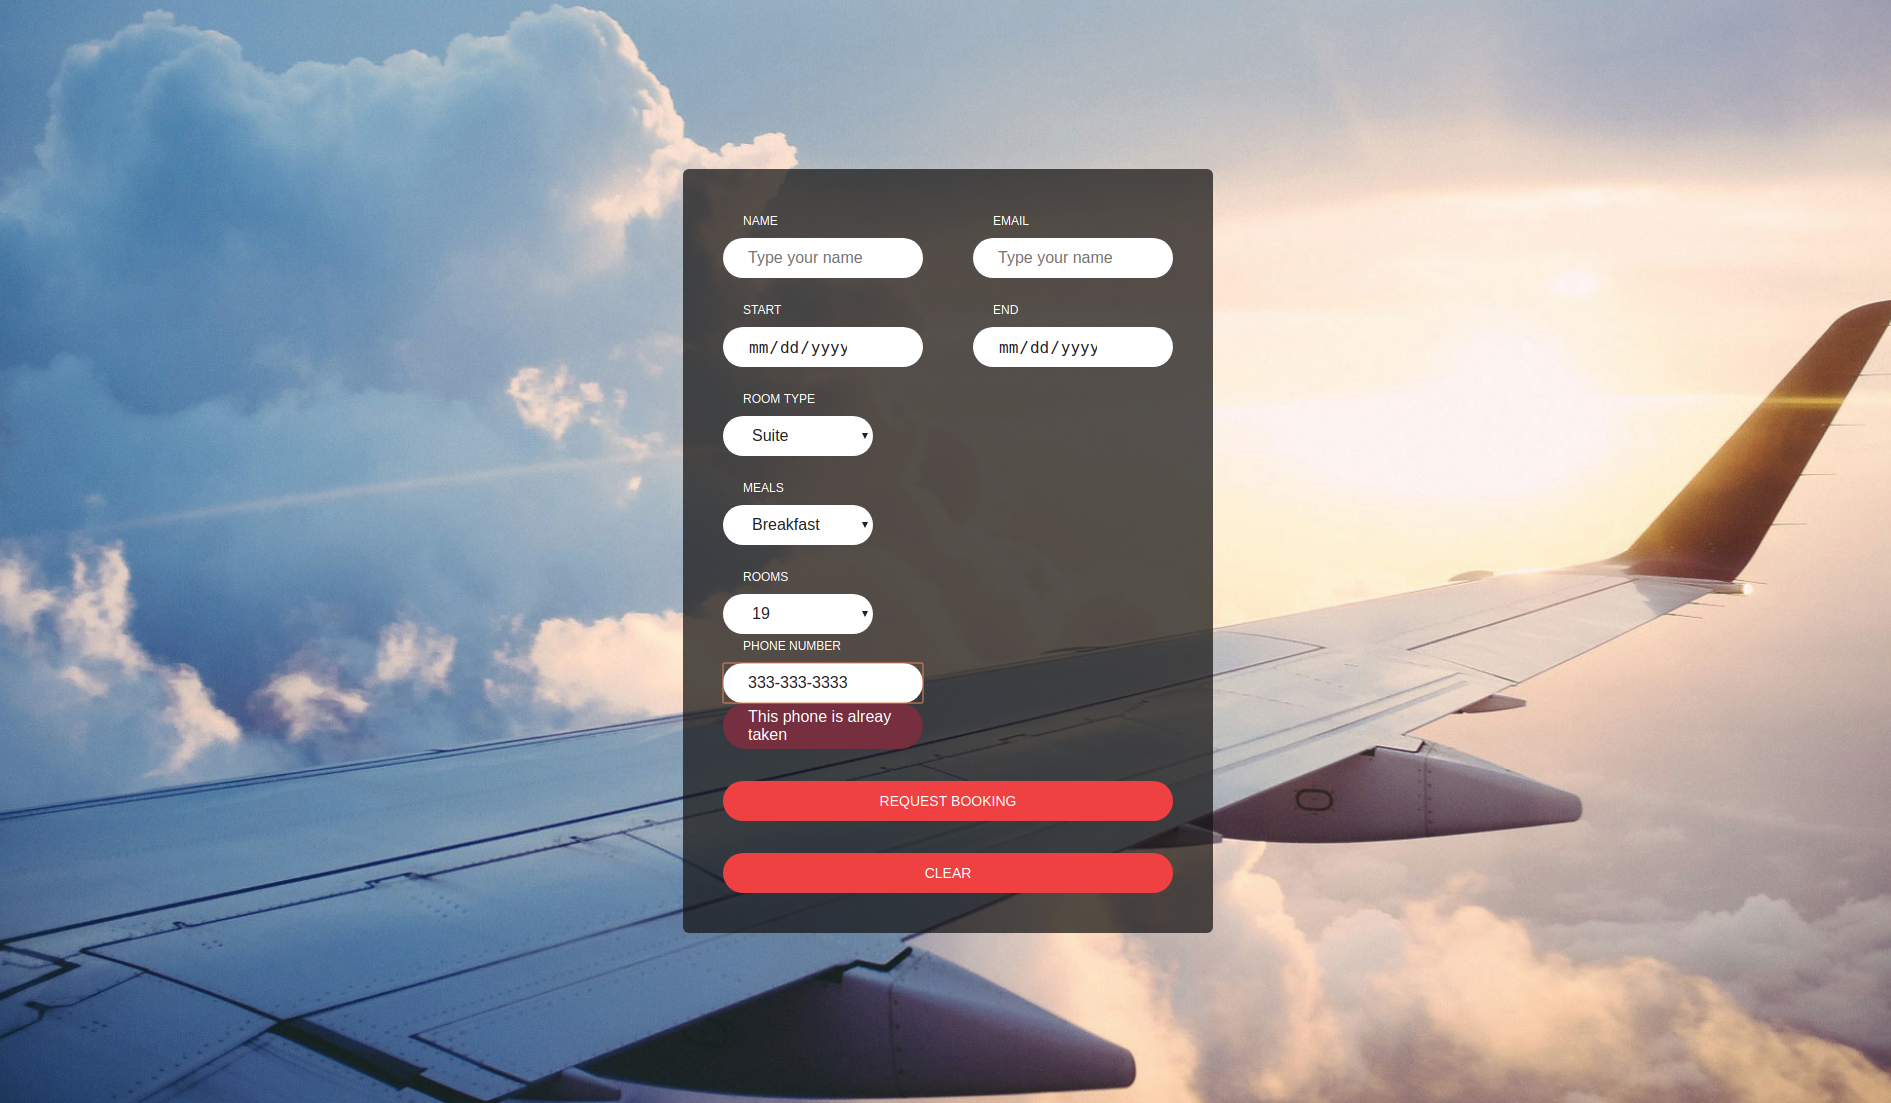 NAME EMAIL
Type your name Type your name
START END
mm/dd/yyyy mm/dd/yyyy
ROOM TYPE
Suite
MEALS
Breakfast
ROOMS
19
PHONE NUMBER
333-333-3333
This phone is alreay
taken
REQUEST BOOKING
CLEAR